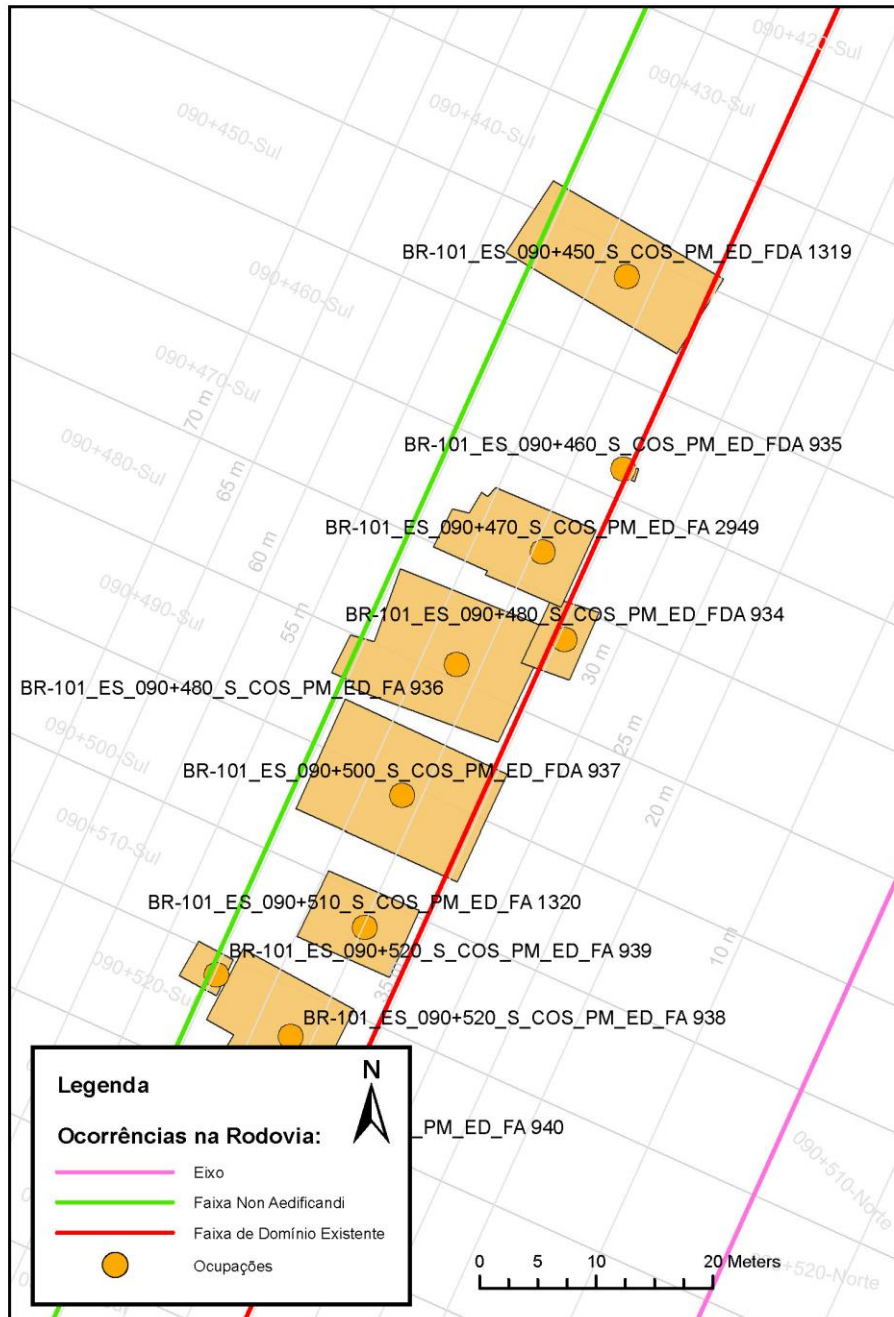 090+420-Sul
090+430-Sul
090+440-Sul
090+450-Sul
BR-101_ES_090+450_S_COS_PM_ED_FDA 1319
090+460-Sul
090+470-Sul
70 m
090+480-Sul
65 m
BR-101_ES_090+460_S_COS_PM_ED_FDA 935
BR-101_ES_090+470_S_COS_PM_ED_FA 2949
60 m
090+490-Sul
55 m
BR-101_ES_090+480_S_COS_PM_ED_FDA 934
30 m
BR-101_ES_090+480_S_COS_PM_ED_FA 936
25 m
090+500-Sul
BR-101_ES_090+500_S_COS_PM_ED_FDA 937
20 m
090+510-Sul
BR-101_ES_090+510_S_COS_PM_ED_FA 1320
10 m
BR-101_ES_090+520_S_COS_PM_ED_FA 939
090+520-Sul
35 m
BR-101_ES_090+520_S_COS_PM_ED_FA 938
_PM_ED_FA 940
090+510-Norte
090+520-Norte
Legenda
N
Ocorrências na Rodovia:
Eixo
Faixa Non Aedificandi
Faixa de Domínio Existente
Ocupações
0 5 10 20 Meters